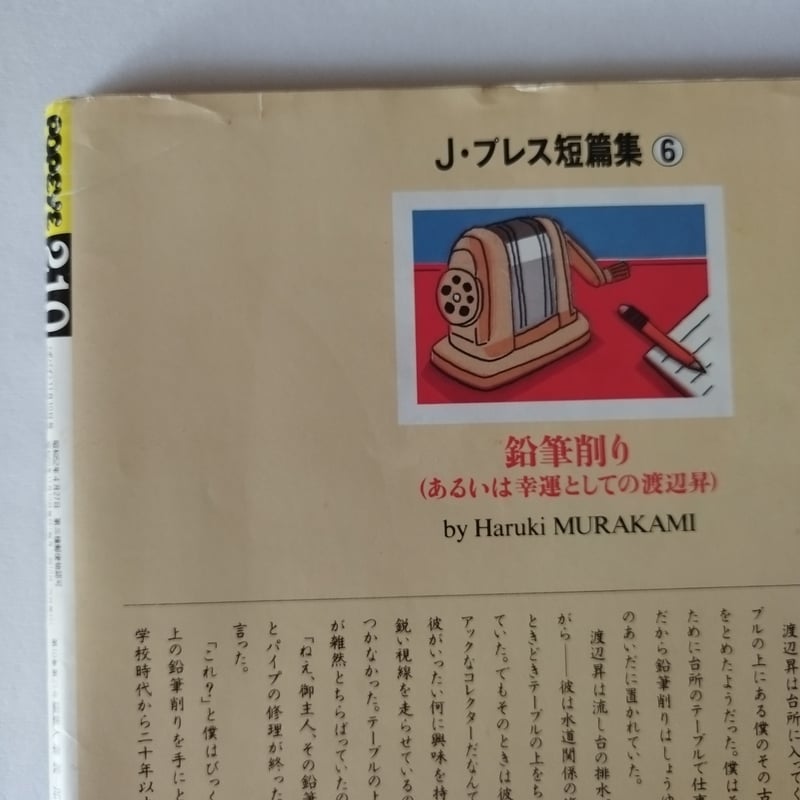 J・プレス短篇集⑥
鉛筆削り
(あるいは幸運としての渡辺昇)
by Haruki MURAKAMI
渡辺昇は台所に入ってく
プルの上にある僕のその古
をとめたようだった。僕は
ために台所のテーブルで仕事
だから鉛筆削りはしょう
のあいだに置かれていた。
渡辺昇は流し台の排水
がら——彼は水道関係の
ときどきテーブルの上をち
ていた。でもそのときは彼
アックなコレクターだなんて
彼がいったい何に興味を持
鋭い視線を走らせているの
つかなかった。テーブルの上
が雑然とちらばっていたの
「ねえ、御主人、その鉛筆
とパイプの修理が終った
言った。
「これ?」と僕はびっく
上の鉛筆削りを手にと
学校時代から二十年以上
POPEYE
210